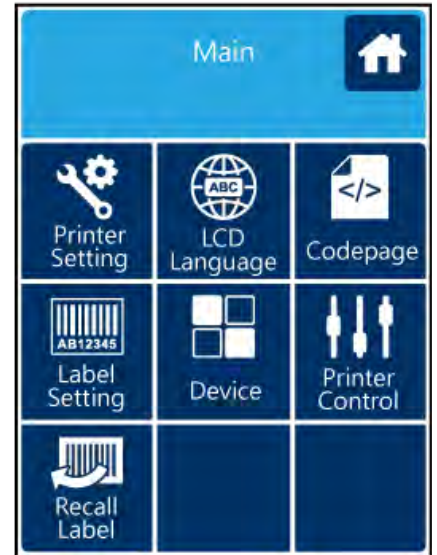 Main
Printer
Setting
ABC
LCD
Language
</>
Codepage
AB12345
Label
Setting
Device
Printer
Control
Recall
Label